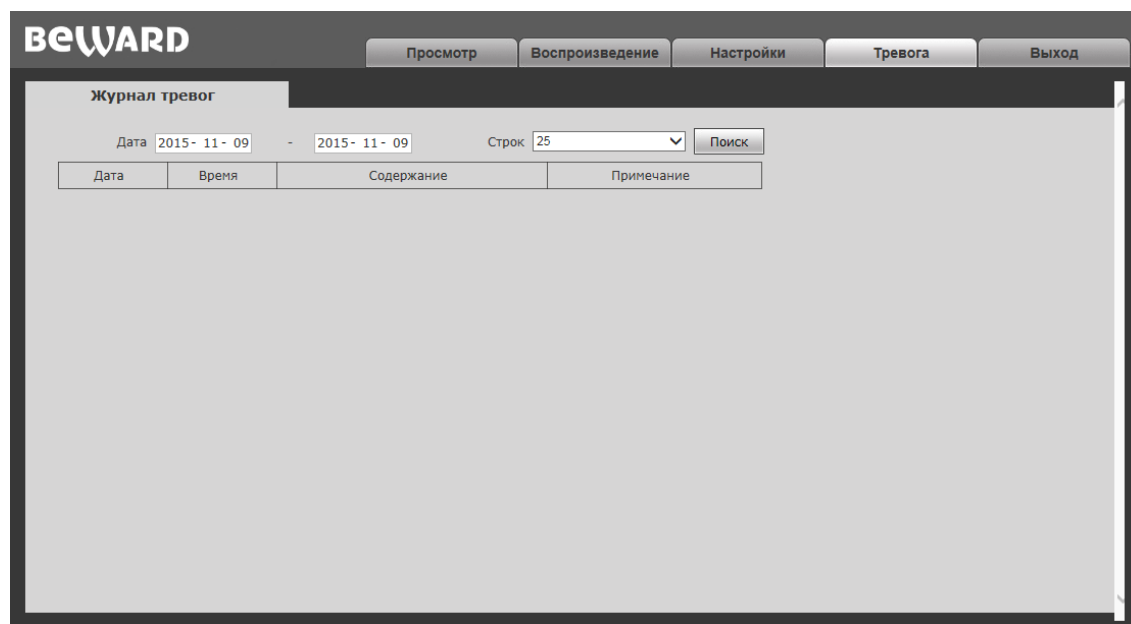 BEWARD
Просмотр Воспроизведение Настройки Тревога Выход
Журнал тревог
Дата 2015- 11- 09 - 2015- 11- 09 Строк 25 Поиск
Дата Время Содержание Примечание